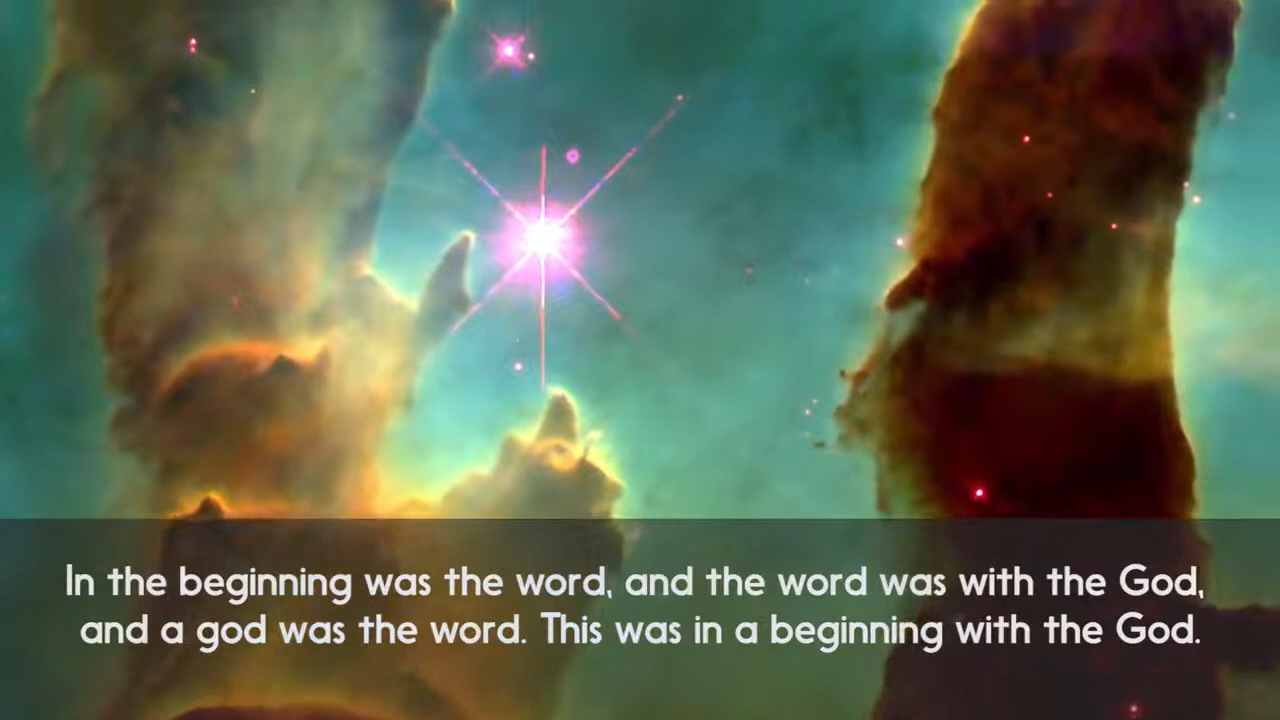 In the beginning was the word, and the word was with the God,
and a god was the word. This was in a beginning with the God.